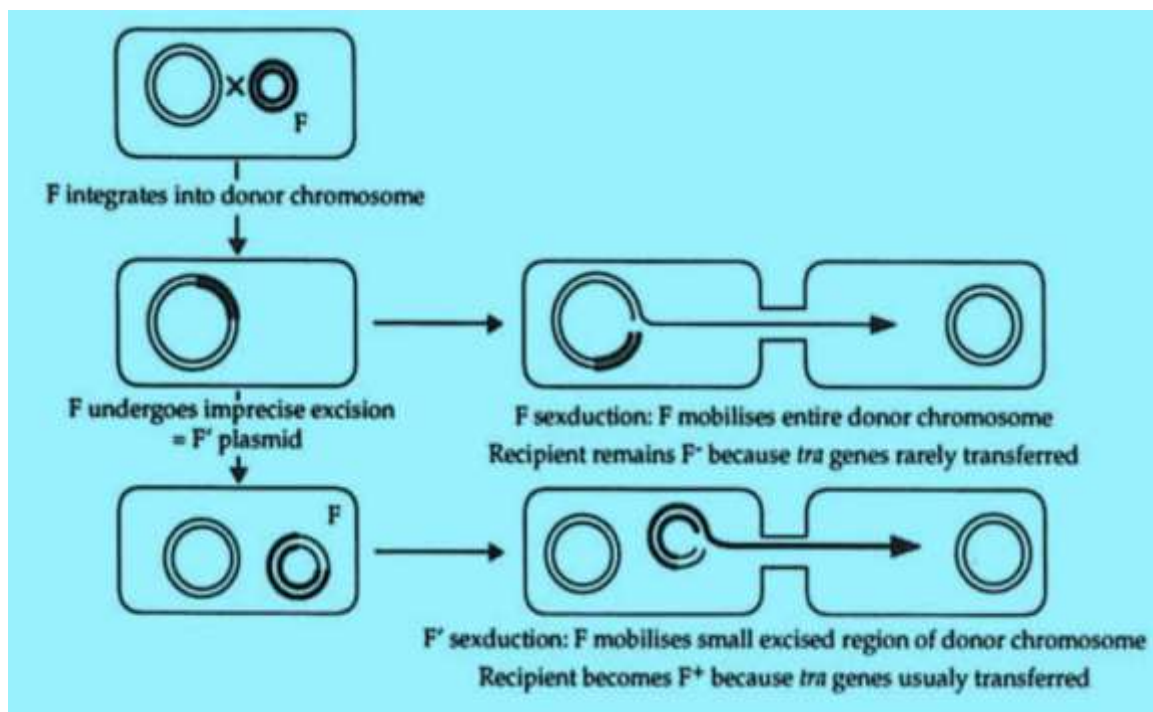 F
F integrates into donor chromosome
F undergoes imprecise excision
= F′ plasmid
F sexduction: F mobilises entire donor chromosome
Recipient remains F⁻ because tra genes rarely transferred
F
F′ sexduction: F mobilises small excised region of donor chromosome
Recipient becomes F⁺ because tra genes usualy transferred